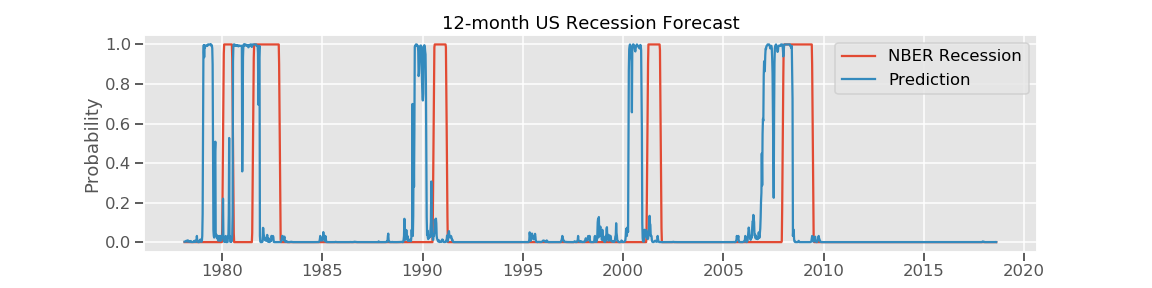 12-month US Recession Forecast
1.0
0.8
0.6
0.4
0.2
0.0
Probability
NBER Recession
Prediction
1980 1985 1990 1995 2000 2005 2010 2015 2020